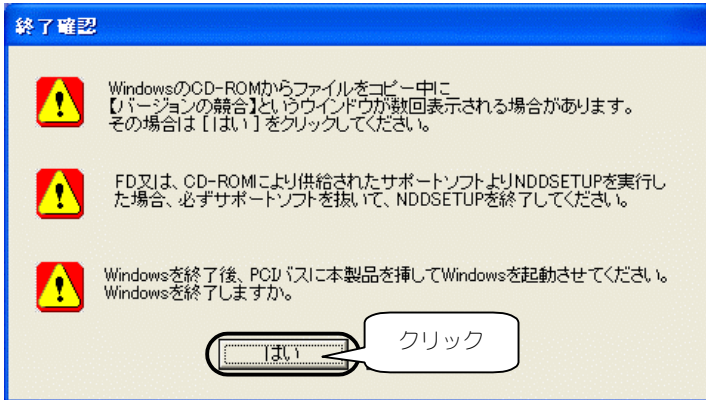 終了確認
WindowsのCD-ROMからファイルをコピー中に
【バージョンの競合】というウインドウが数回表示される場合があります。
その場合は [はい] をクリックしてください。
FD又は、CD-ROMにより供給されたサポートソフトよりNDDSETUPを実行し
た場合、必ずサポートソフトを抜いて、NDDSETUPを終了してください。
Windowsを終了後、PCIバスに本製品を挿してWindowsを起動させてください。
Windowsを終了しますか。
はい
クリック